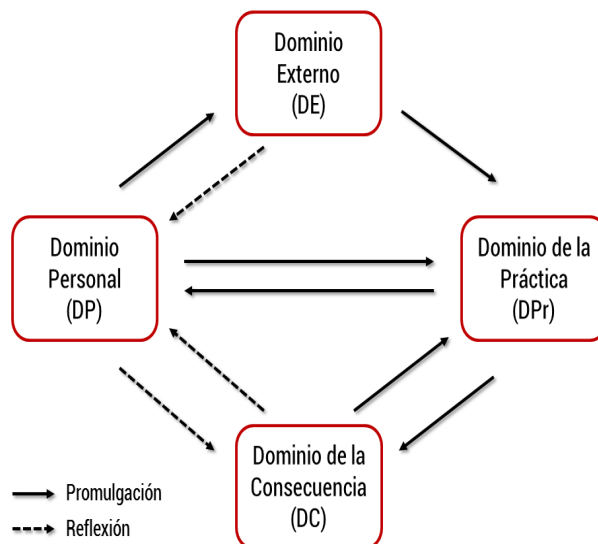 Dominio
Externo
(DE)
Dominio
Personal
(DP)
Dominio de la
Práctica
(DPr)
Dominio de la
Consecuencia
(DC)
Promulgación
Reflexión